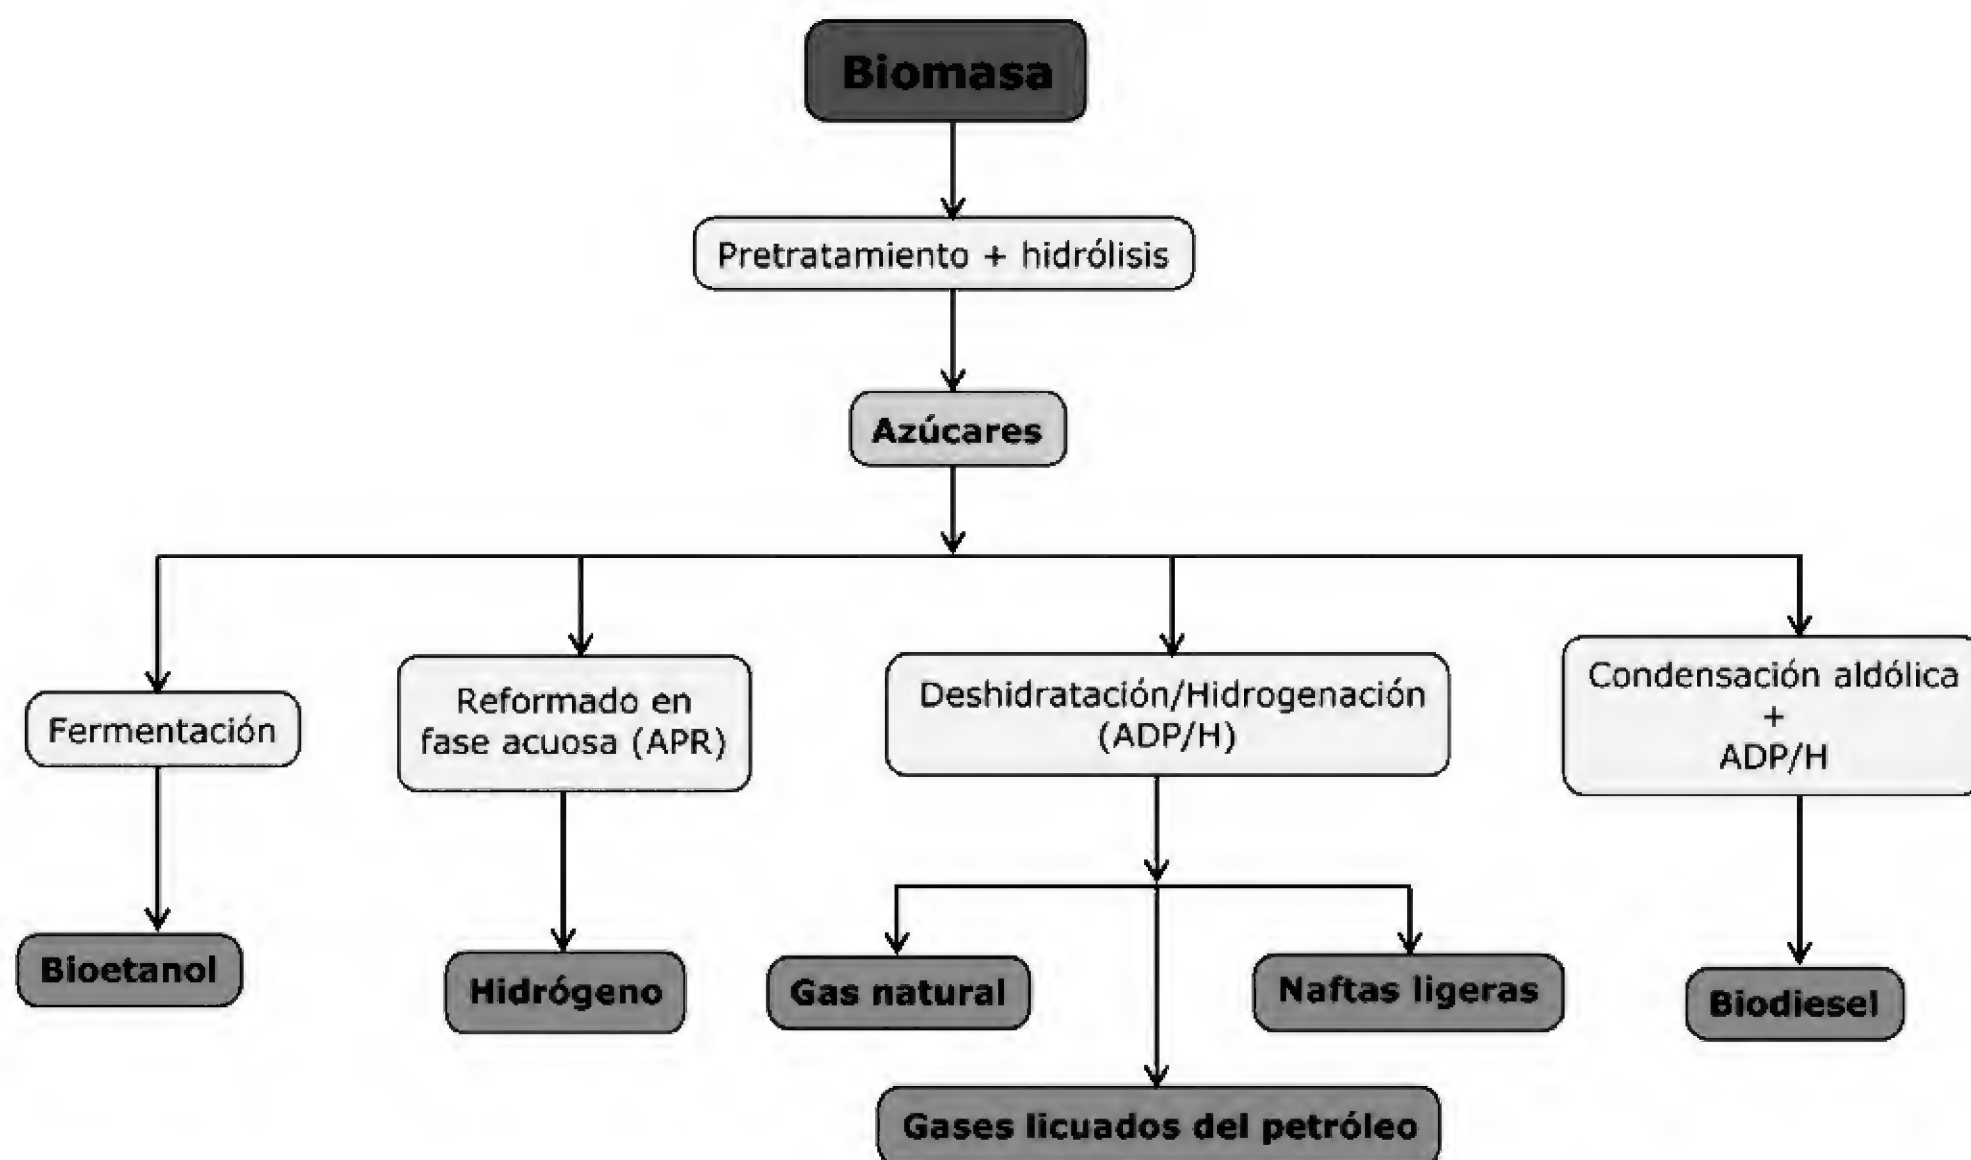 Biomasa
Pretratamiento + hidrólisis
Azúcares
Fermentación
Reformado en
fase acuosa (APR)
Deshidratación/Hidrogenación
(ADP/H)
Condensación aldólica
+
ADP/H
Bioetanol
Hidrógeno
Gas natural
Naftas ligeras
Biodiesel
Gases licuados del petróleo